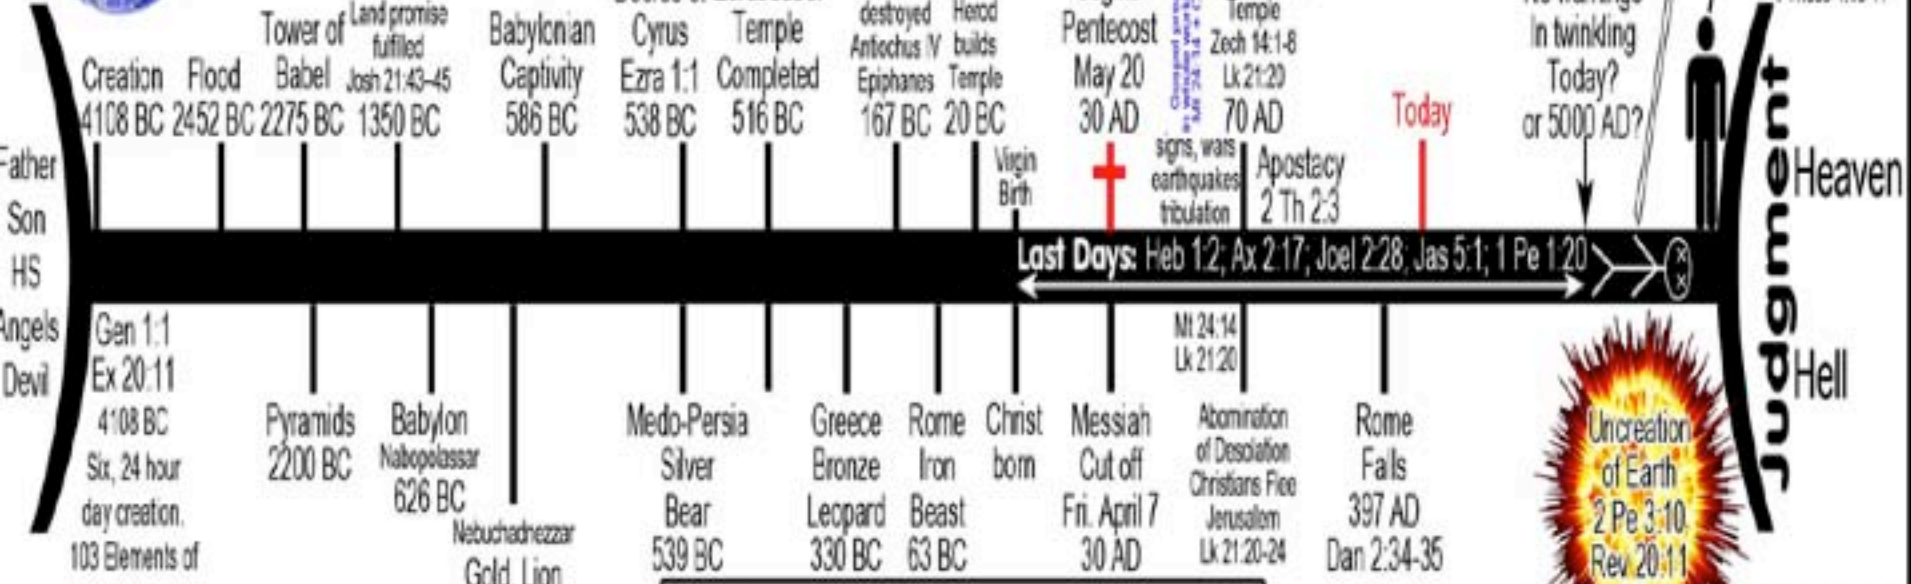 Creation
4108 BC
Flood
2452 BC
Tower of
Babel
2275 BC
Land promise
fulfilled
Josh 21:43-45
1350 BC
Babylonian
Captivity
586 BC
Cyrus
Ezra 1:1
538 BC
Temple
Completed
516 BC
destroyed
Antiochus IV
Epiphanes
167 BC
Herod
builds
Temple
20 BC
Virgin
Birth
Pentecost
May 20
30 AD
signs, wars
earthquakes
tribulation
Temple
Zech 14:1-8
Lk 21:20
70 AD
Apostacy
2 Th 2:3
Today
In twinkling
Today?
or 5000 AD?
Father
Son
HS
Angels
Devil
Last Days: Heb 1:2; Ax 2:17; Joel 2:28; Jas 5:1; 1 Pe 1:20
Judgment
Heaven
Hell
Gen 1:1
Ex 20:11
4108 BC
Six, 24 hour
day creation.
103 Elements of
Pyramids
2200 BC
Babylon
Nabopolassar
626 BC
Nebuchadnezzar
Gold Lion
Medo-Persia
Silver
Bear
539 BC
Greece
Bronze
Leopard
330 BC
Rome
Iron
Beast
63 BC
Christ
born
Messiah
Cut off
Fri. April 7
30 AD
Mt 24:14
Lk 21:20
Abomination
of Desolation
Christians Flee
Jerusalem
Lk 21:20-24
Rome
Falls
397 AD
Dan 2:34-35
Uncreation
of Earth
2 Pe 3:10
Rev 20:11